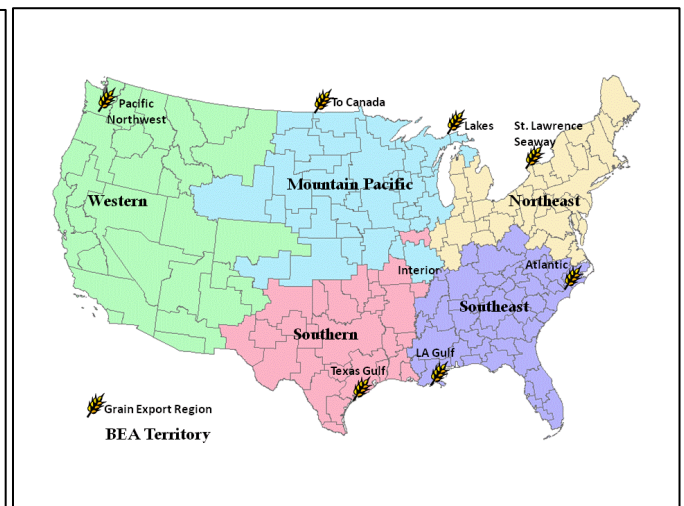 Pacific
Northwest
To Canada
Lakes
St. Lawrence
Seaway
Mountain Pacific
Western
Northeast
Interior
Atlantic
Southeast
Southern
LA Gulf
Texas Gulf
Grain Export Region
BEA Territory